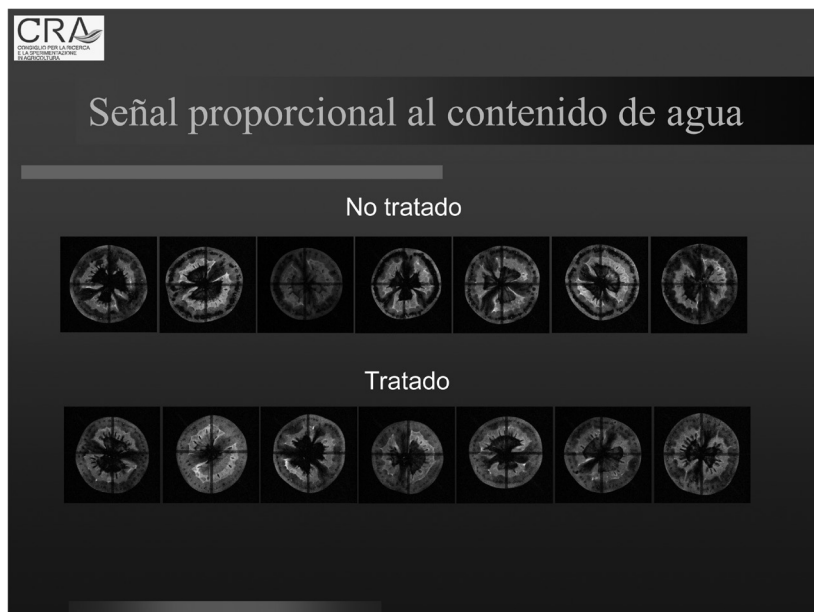 CRA
CONSIGLIO PER LA RICERCA
E LA SPERIMENTAZIONE
IN AGRICOLTURA
Señal proporcional al contenido de agua
No tratado
Tratado